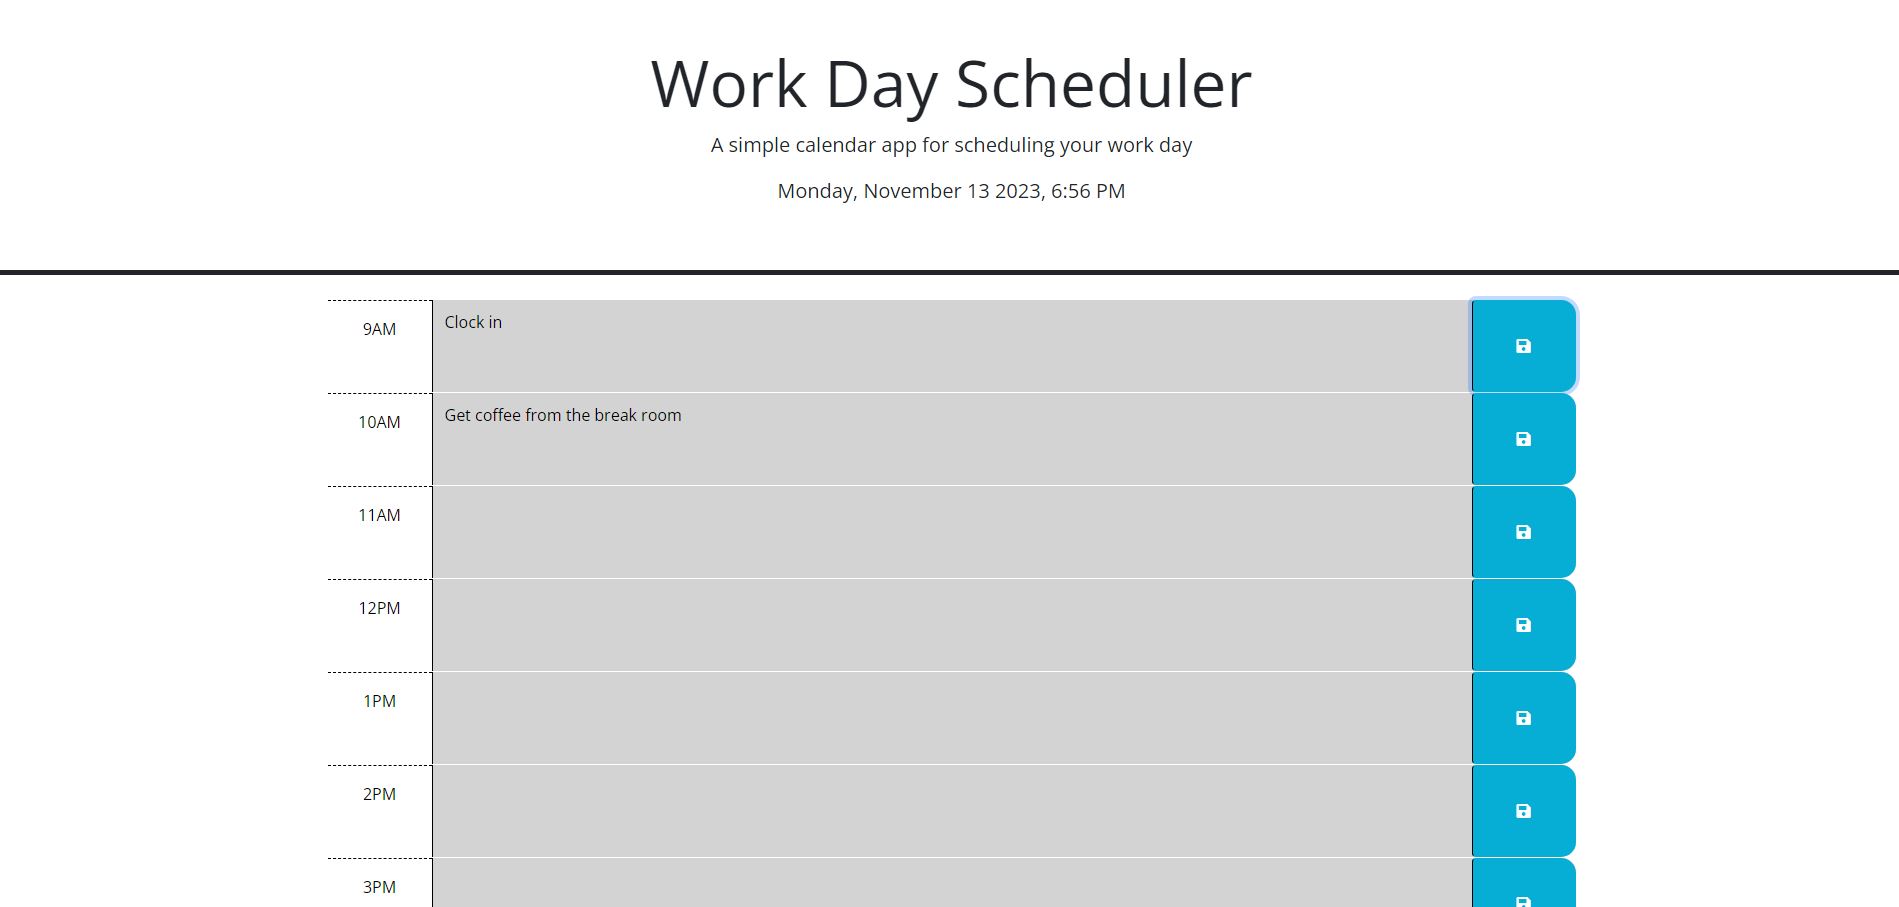 Work Day Scheduler
A simple calendar app for scheduling your work day
Monday, November 13 2023, 6:56 PM
9AM
Clock in
10AM
Get coffee from the break room
11AM
12PM
1PM
2PM
3PM